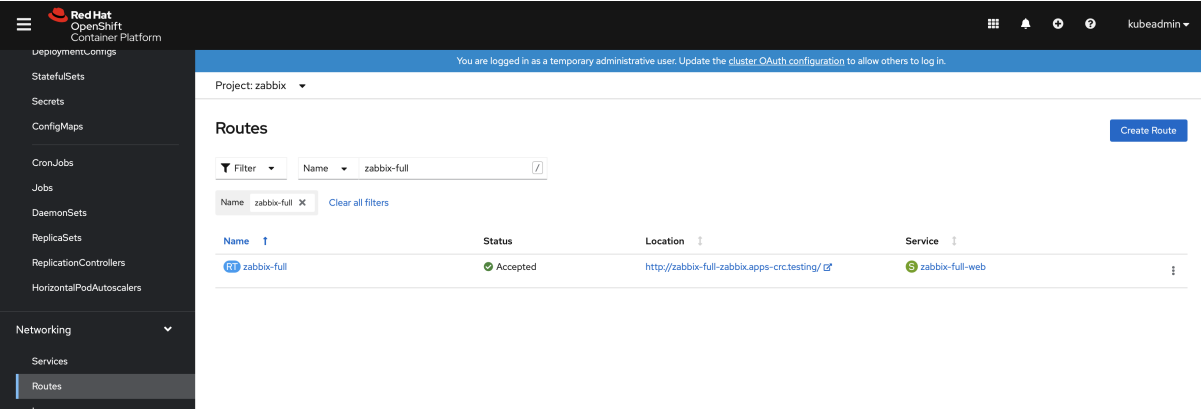 Red Hat
OpenShift
Container Platform
kubeadmin
DeploymentConfigs
StatefulSets
Secrets
ConfigMaps
CronJobs
Jobs
DaemonSets
ReplicaSets
ReplicationControllers
HorizontalPodAutoscalers
Networking
Services
Routes
You are logged in as a temporary administrative user. Update the cluster OAuth configuration to allow others to log in.
Project: zabbix
Routes
Create Route
Filter Name zabbix-full /
Name zabbix-full
Clear all filters
Name Status Location Service
RT zabbix-full Accepted http://zabbix-full-zabbix.apps-crc.testing/ S zabbix-full-web